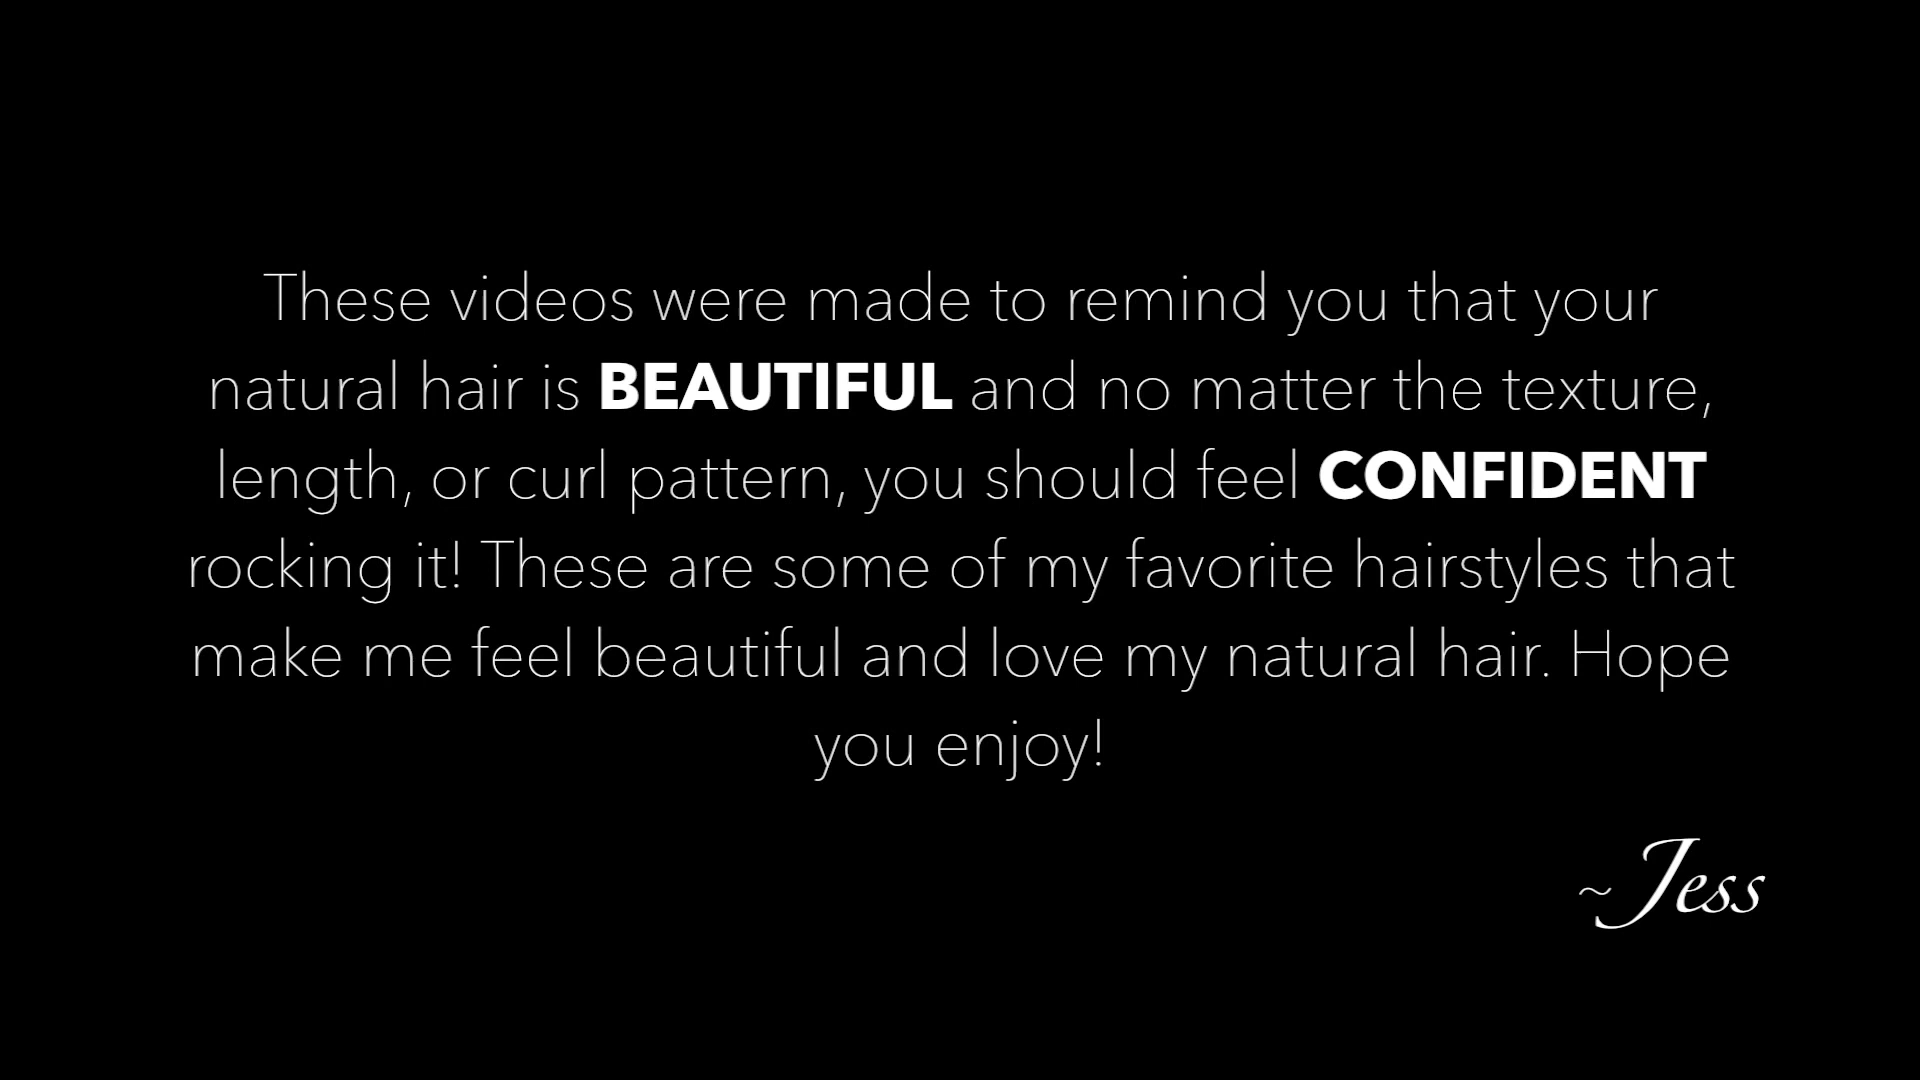 These videos were made to remind you that your
natural hair is BEAUTIFUL and no matter the texture,
length, or curl pattern, you should feel CONFIDENT
rocking it! These are some of my favorite hairstyles that
make me feel beautiful and love my natural hair. Hope
you enjoy!
~Jess